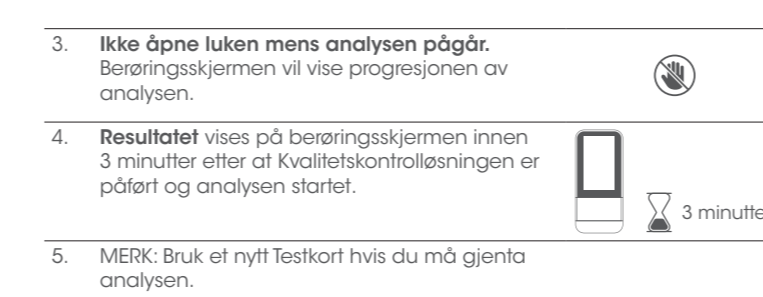 3. Ikke åpne luken mens analysen pågår.
Berøringsskjermen vil vise progresjonen av
analysen.
4. Resultatet vises på berøringsskjermen innen
3 minutter etter at Kvalitetskontrolløsningen er
påført og analysen startet.
3 minutte
5. MERK: Bruk et nytt Testkort hvis du må gjenta
analysen.